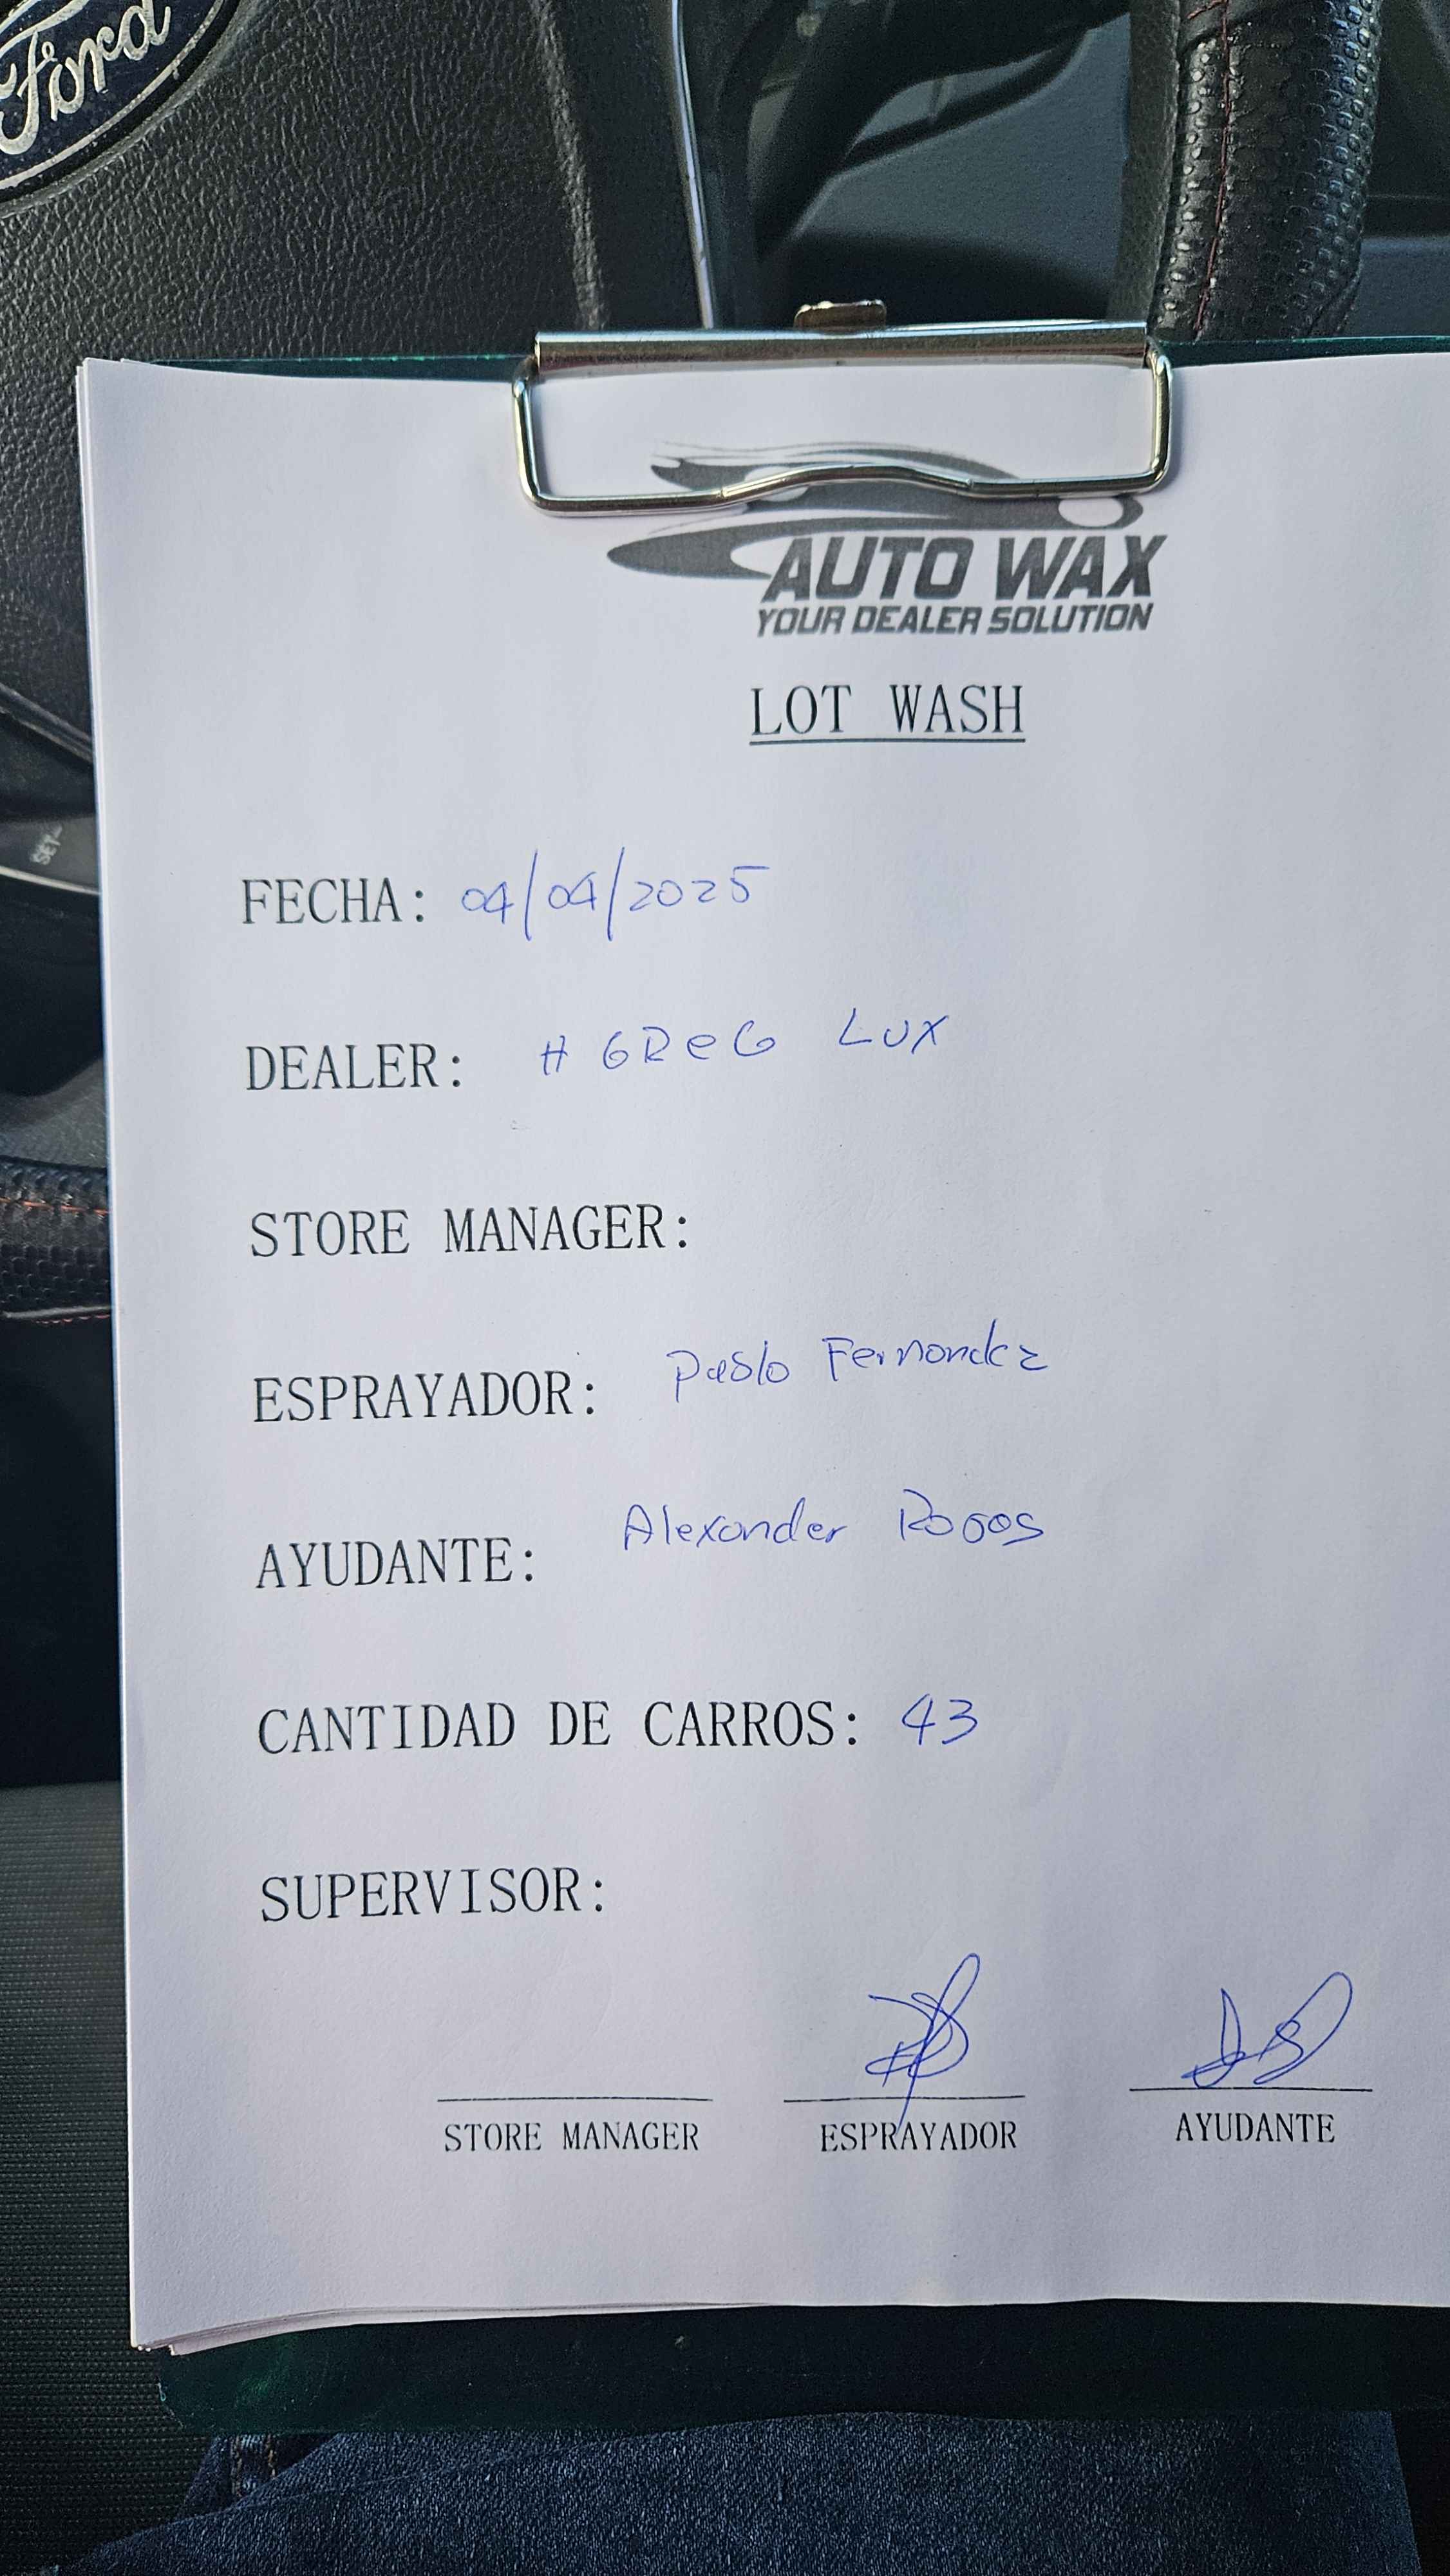 Ford
SET-
AUTO WAX
YOUR DEALER SOLUTION
LOT WASH
FECHA: 04/04/2025
DEALER: H GReG LUX
STORE MANAGER:
ESPRAYADOR: Pablo Fernandez
AYUDANTE: Alexander
CANTIDAD DE CARROS: 43
SUPERVISOR:
STORE MANAGER ESPRAYADOR AYUDANTE